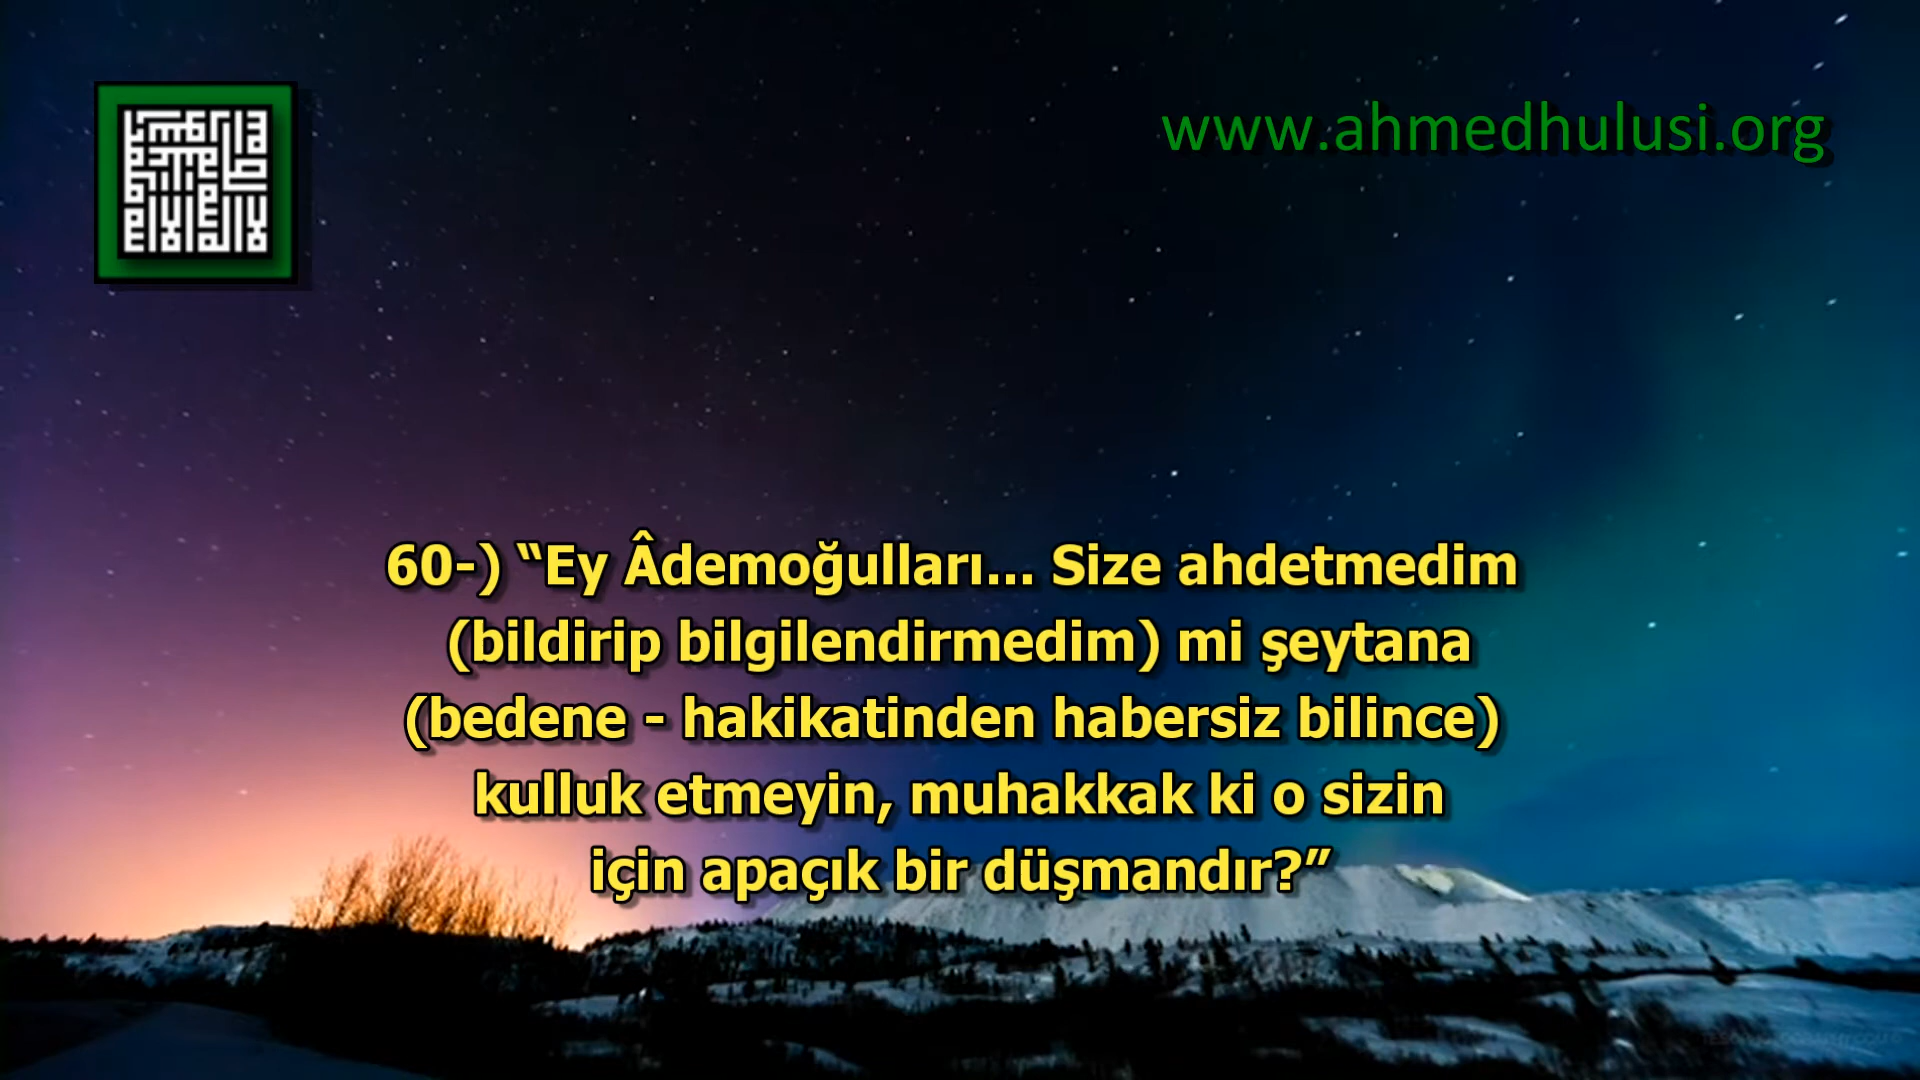 www.ahmedhulusi.org
60-) “Ey Âdemoğulları... Size ahdetmedim
(bildirip bilgilendirmedim) mi şeytana
(bedene - hakikatinden habersiz bilince)
kulluk etmeyin, muhakkak ki o sizin
için apaçık bir düşmandır?”